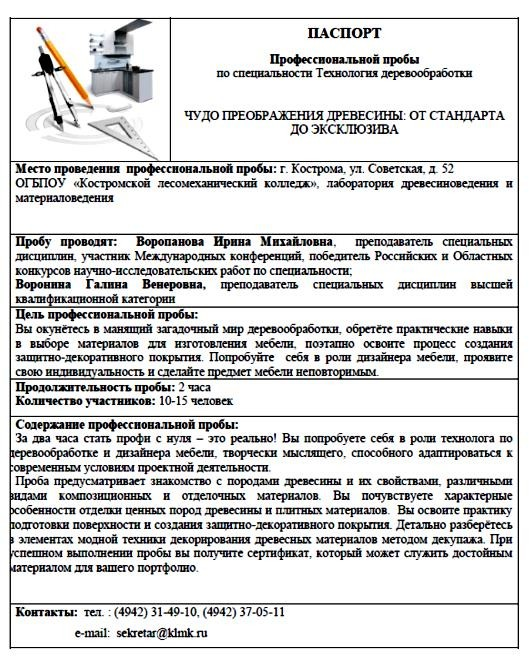 ПАСПОРТ
Профессиональной пробы
по специальности Технология деревообработки
ЧУДО ПРЕОБРАЖЕНИЯ ДРЕВЕСИНЫ: ОТ СТАНДАРТА
ДО ЭКСКЛЮЗИВА
Место проведения профессиональной пробы: г. Кострома, ул. Советская, д. 52
ОГБПОУ «Костромской лесомеханический колледж», лаборатория древесиноведения и
материаловедения
Пробу проводят: Воропанова Ирина Михайловна, преподаватель специальных
дисциплин, участник Международных конференций, победитель Российских и Областных
конкурсов научно-исследовательских работ по специальности;
Воронина Галина Венеровна, преподаватель специальных дисциплин высшей
квалификационной категории
Цель профессиональной пробы:
Вы окунётесь в манящий загадочный мир деревообработки, обретёте практические навыки
в выборе материалов для изготовления мебели, поэтапно освоите процесс создания
защитно-декоративного покрытия. Попробуйте себя в роли дизайнера мебели, проявите
свою индивидуальность и сделайте предмет мебели неповторимым.
Продолжительность пробы: 2 часа
Количество участников: 10-15 человек
Содержание профессиональной пробы:
За два часа стать профи с нуля – это реально! Вы попробуете себя в роли технолога по
деревообработке и дизайнера мебели, творчески мыслящего, способного адаптироваться к
современным условиям проектной деятельности.
Проба предусматривает знакомство с породами древесины и их свойствами, различными
видами композиционных и отделочных материалов. Вы почувствуете характерные
особенности отделки ценных пород древесины и плитных материалов. Вы освоите практику
подготовки поверхности и создания защитно-декоративного покрытия. Детально разберётесь
в элементах модной техники декорирования древесных материалов методом декупажа. При
успешном выполнении пробы вы получите сертификат, который может служить достойным
материалом для вашего портфолио.
Контакты: тел. : (4942) 31-49-10, (4942) 37-05-11
e-mail: sekretar@klmk.ru